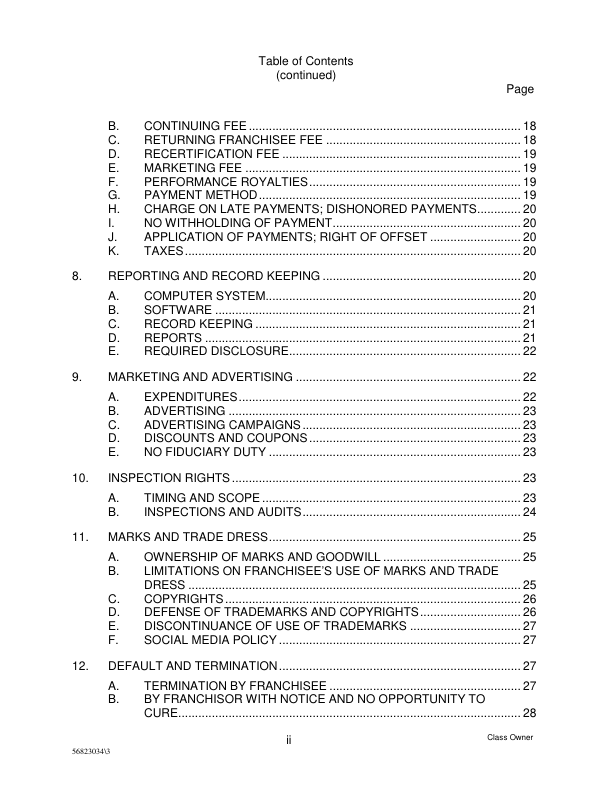 Table of Contents
(continued)
Page
B. CONTINUING FEE ................................................................................. 18
C. RETURNING FRANCHISEE FEE .......................................................... 18
D. RECERTIFICATION FEE ....................................................................... 19
E. MARKETING FEE .................................................................................. 19
F. PERFORMANCE ROYALTIES............................................................... 19
G. PAYMENT METHOD.............................................................................. 19
H. CHARGE ON LATE PAYMENTS; DISHONORED PAYMENTS............. 20
I. NO WITHHOLDING OF PAYMENT........................................................ 20
J. APPLICATION OF PAYMENTS; RIGHT OF OFFSET ........................... 20
K. TAXES.................................................................................................... 20
8. REPORTING AND RECORD KEEPING ............................................................ 20
A. COMPUTER SYSTEM............................................................................ 20
B. SOFTWARE ........................................................................................... 21
C. RECORD KEEPING ............................................................................... 21
D. REPORTS .............................................................................................. 21
E. REQUIRED DISCLOSURE..................................................................... 22
9. MARKETING AND ADVERTISING .................................................................... 22
A. EXPENDITURES.................................................................................... 22
B. ADVERTISING ....................................................................................... 23
C. ADVERTISING CAMPAIGNS................................................................. 23
D. DISCOUNTS AND COUPONS............................................................... 23
E. NO FIDUCIARY DUTY ........................................................................... 23
10. INSPECTION RIGHTS....................................................................................... 23
A. TIMING AND SCOPE ............................................................................. 23
B. INSPECTIONS AND AUDITS................................................................. 24
11. MARKS AND TRADE DRESS............................................................................ 25
A. OWNERSHIP OF MARKS AND GOODWILL ......................................... 25
B. LIMITATIONS ON FRANCHISEE'S USE OF MARKS AND TRADE
DRESS ................................................................................................... 25
C. COPYRIGHTS........................................................................................ 26
D. DEFENSE OF TRADEMARKS AND COPYRIGHTS.............................. 26
E. DISCONTINUANCE OF USE OF TRADEMARKS ................................. 27
F. SOCIAL MEDIA POLICY ........................................................................ 27
12. DEFAULT AND TERMINATION......................................................................... 27
A. TERMINATION BY FRANCHISEE ......................................................... 27
B. BY FRANCHISOR WITH NOTICE AND NO OPPORTUNITY TO
CURE...................................................................................................... 28
ii
Class Owner
56823034\3